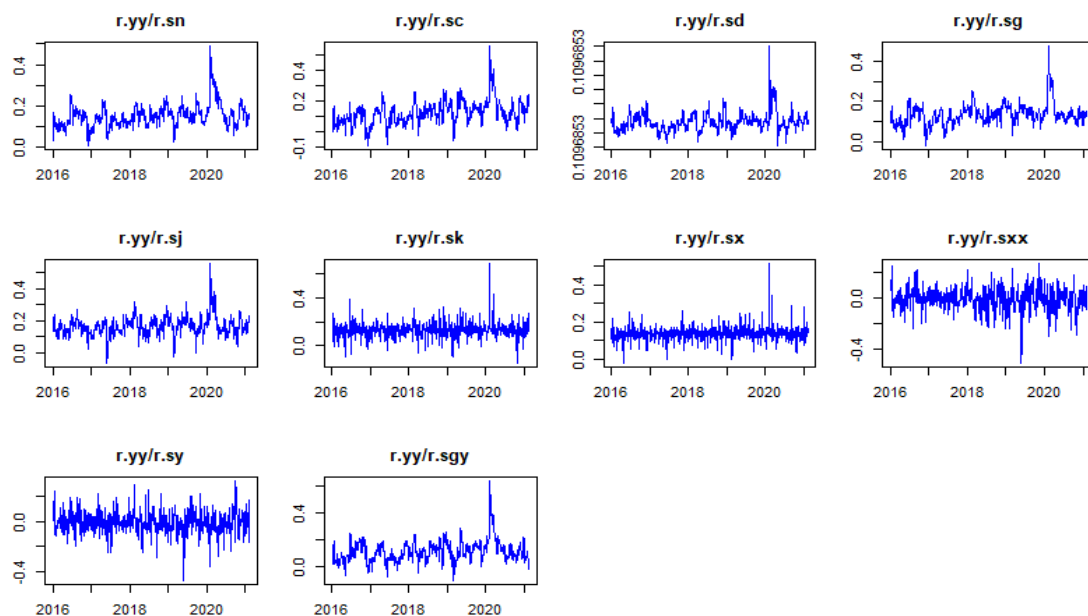 r.yy/r.sn r.yy/r.sc r.yy/r.sd r.yy/r.sg
0.0 0.2 0.4 -0.1 0.2 0.4 0.1096853 0.1096853 0.0 0.2 0.4
2016 2018 2020 2016 2018 2020 2016 2018 2020 2016 2018 2020
r.yy/r.sj r.yy/r.sk r.yy/r.sx r.yy/r.sxx
0.0 0.2 0.4 0.0 0.4 0.0 0.2 0.4 -0.4 0.0
2016 2018 2020 2016 2018 2020 2016 2018 2020 2016 2018 2020
r.yy/r.sy r.yy/r.sgy
-0.4 0.0 0.0 0.4
2016 2018 2020 2016 2018 2020